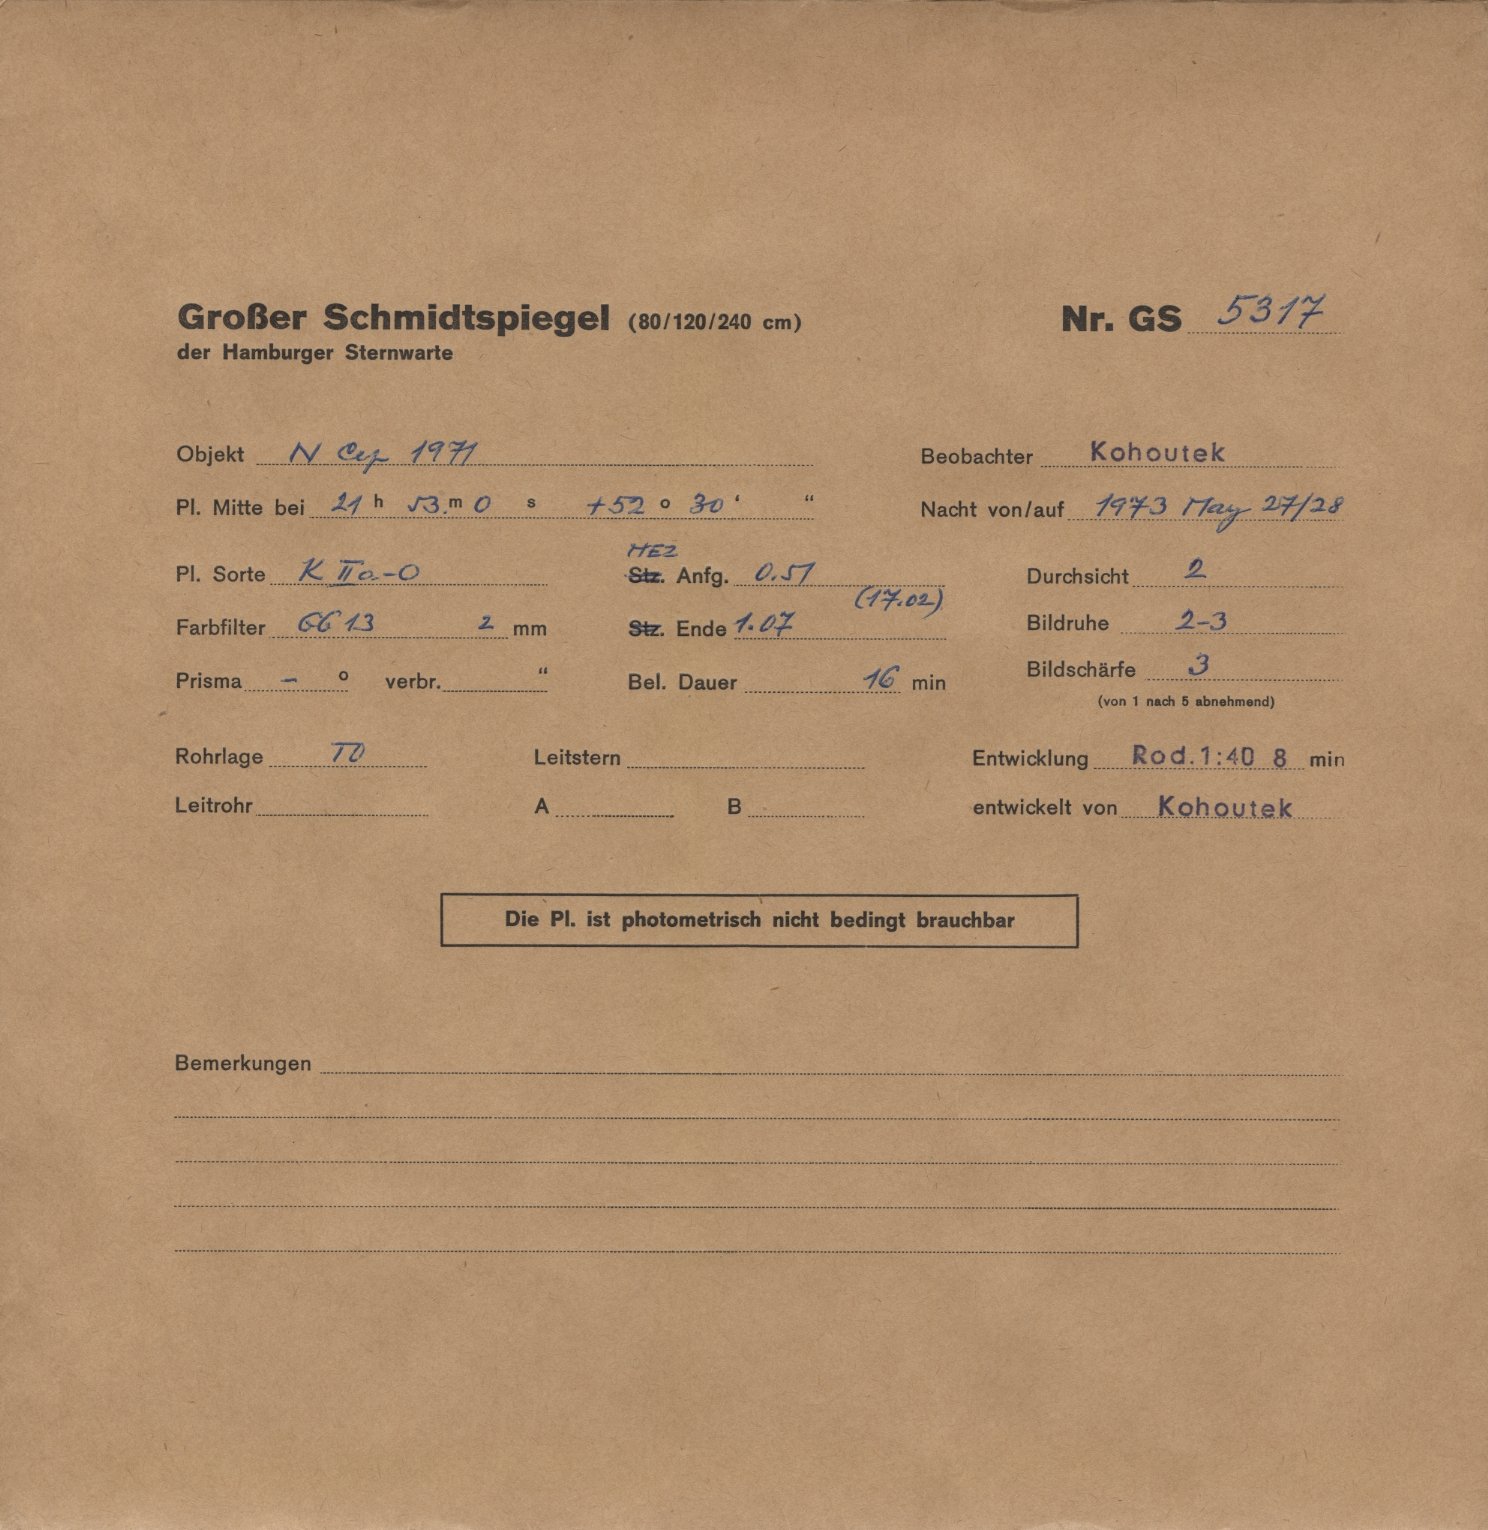 Großer Schmidtspiegel (80/120/240 cm) Nr. GS 5317
der Hamburger Sternwarte
Objekt N Cep 1971 Beobachter Kohoutek
Pl. Mitte bei 21 h 53. m 0 s +52 o 30 ‘ “ Nacht von/auf 1973 May 27/28
MEZ
Pl. Sorte K IIa-O Stz. Anfg. 0.51 Durchsicht 2
(17.02)
Farbfilter GG 13 2 mm Stz. Ende 1.07 Bildruhe 2-3
Prisma – o verbr. “ Bel. Dauer 16 min Bildschärfe 3
(von 1 nach 5 abnehmend)
Rohrlage TO Leitstern Entwicklung Rod. 1:40 8 min
Leitrohr A B entwickelt von Kohoutek
Die Pl. ist photometrisch nicht bedingt brauchbar
Bemerkungen